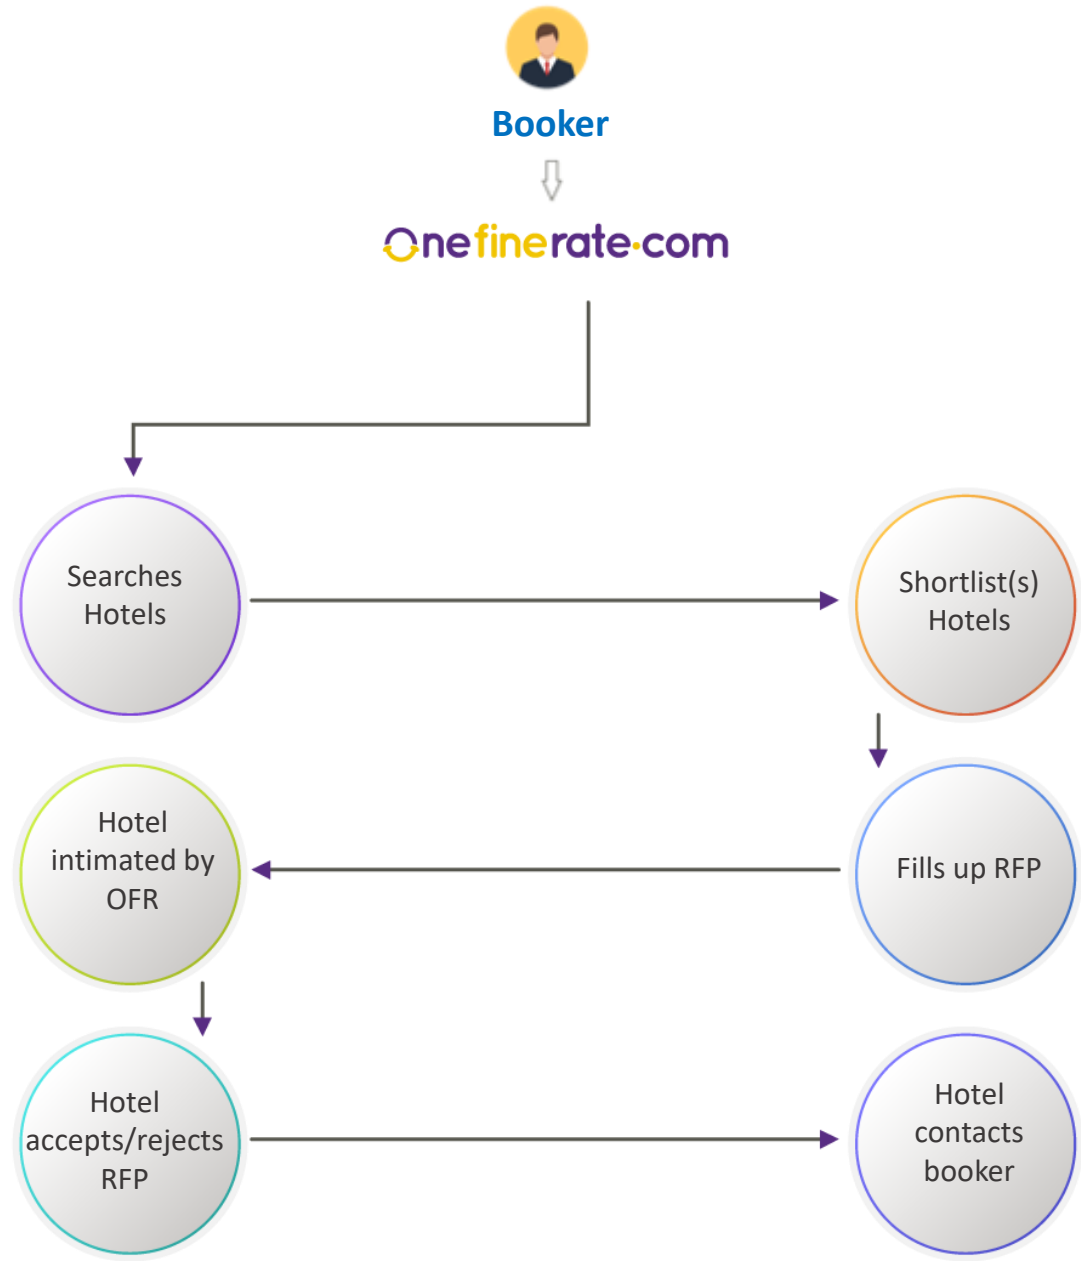 Booker
Onefinerate.com
Searches
Hotels
Shortlist(s)
Hotels
Fills up RFP
Hotel
intimated by
OFR
Hotel
accepts/rejects
RFP
Hotel
contacts
booker